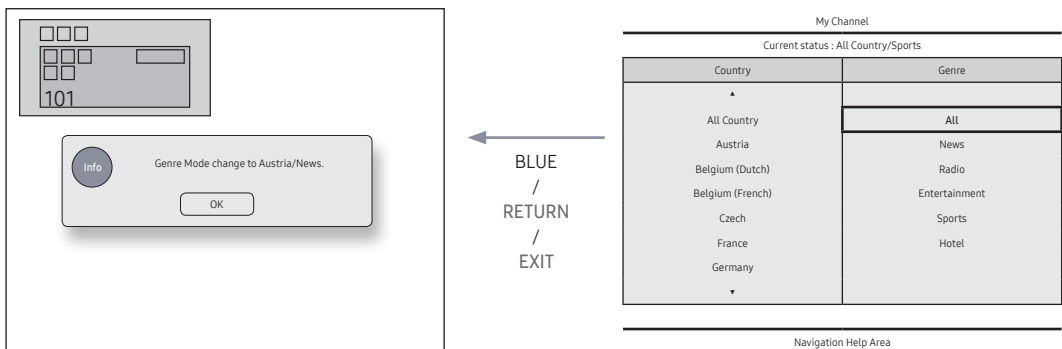 101
Info
Genre Mode change to Austria/News.
OK
BLUE
/
RETURN
/
EXIT
My Channel
Current status : All Country/Sports
Country Genre
▲
All Country All
Austria News
Belgium (Dutch) Radio
Belgium (French) Entertainment
Czech Sports
France Hotel
Germany
▼
Navigation Help Area